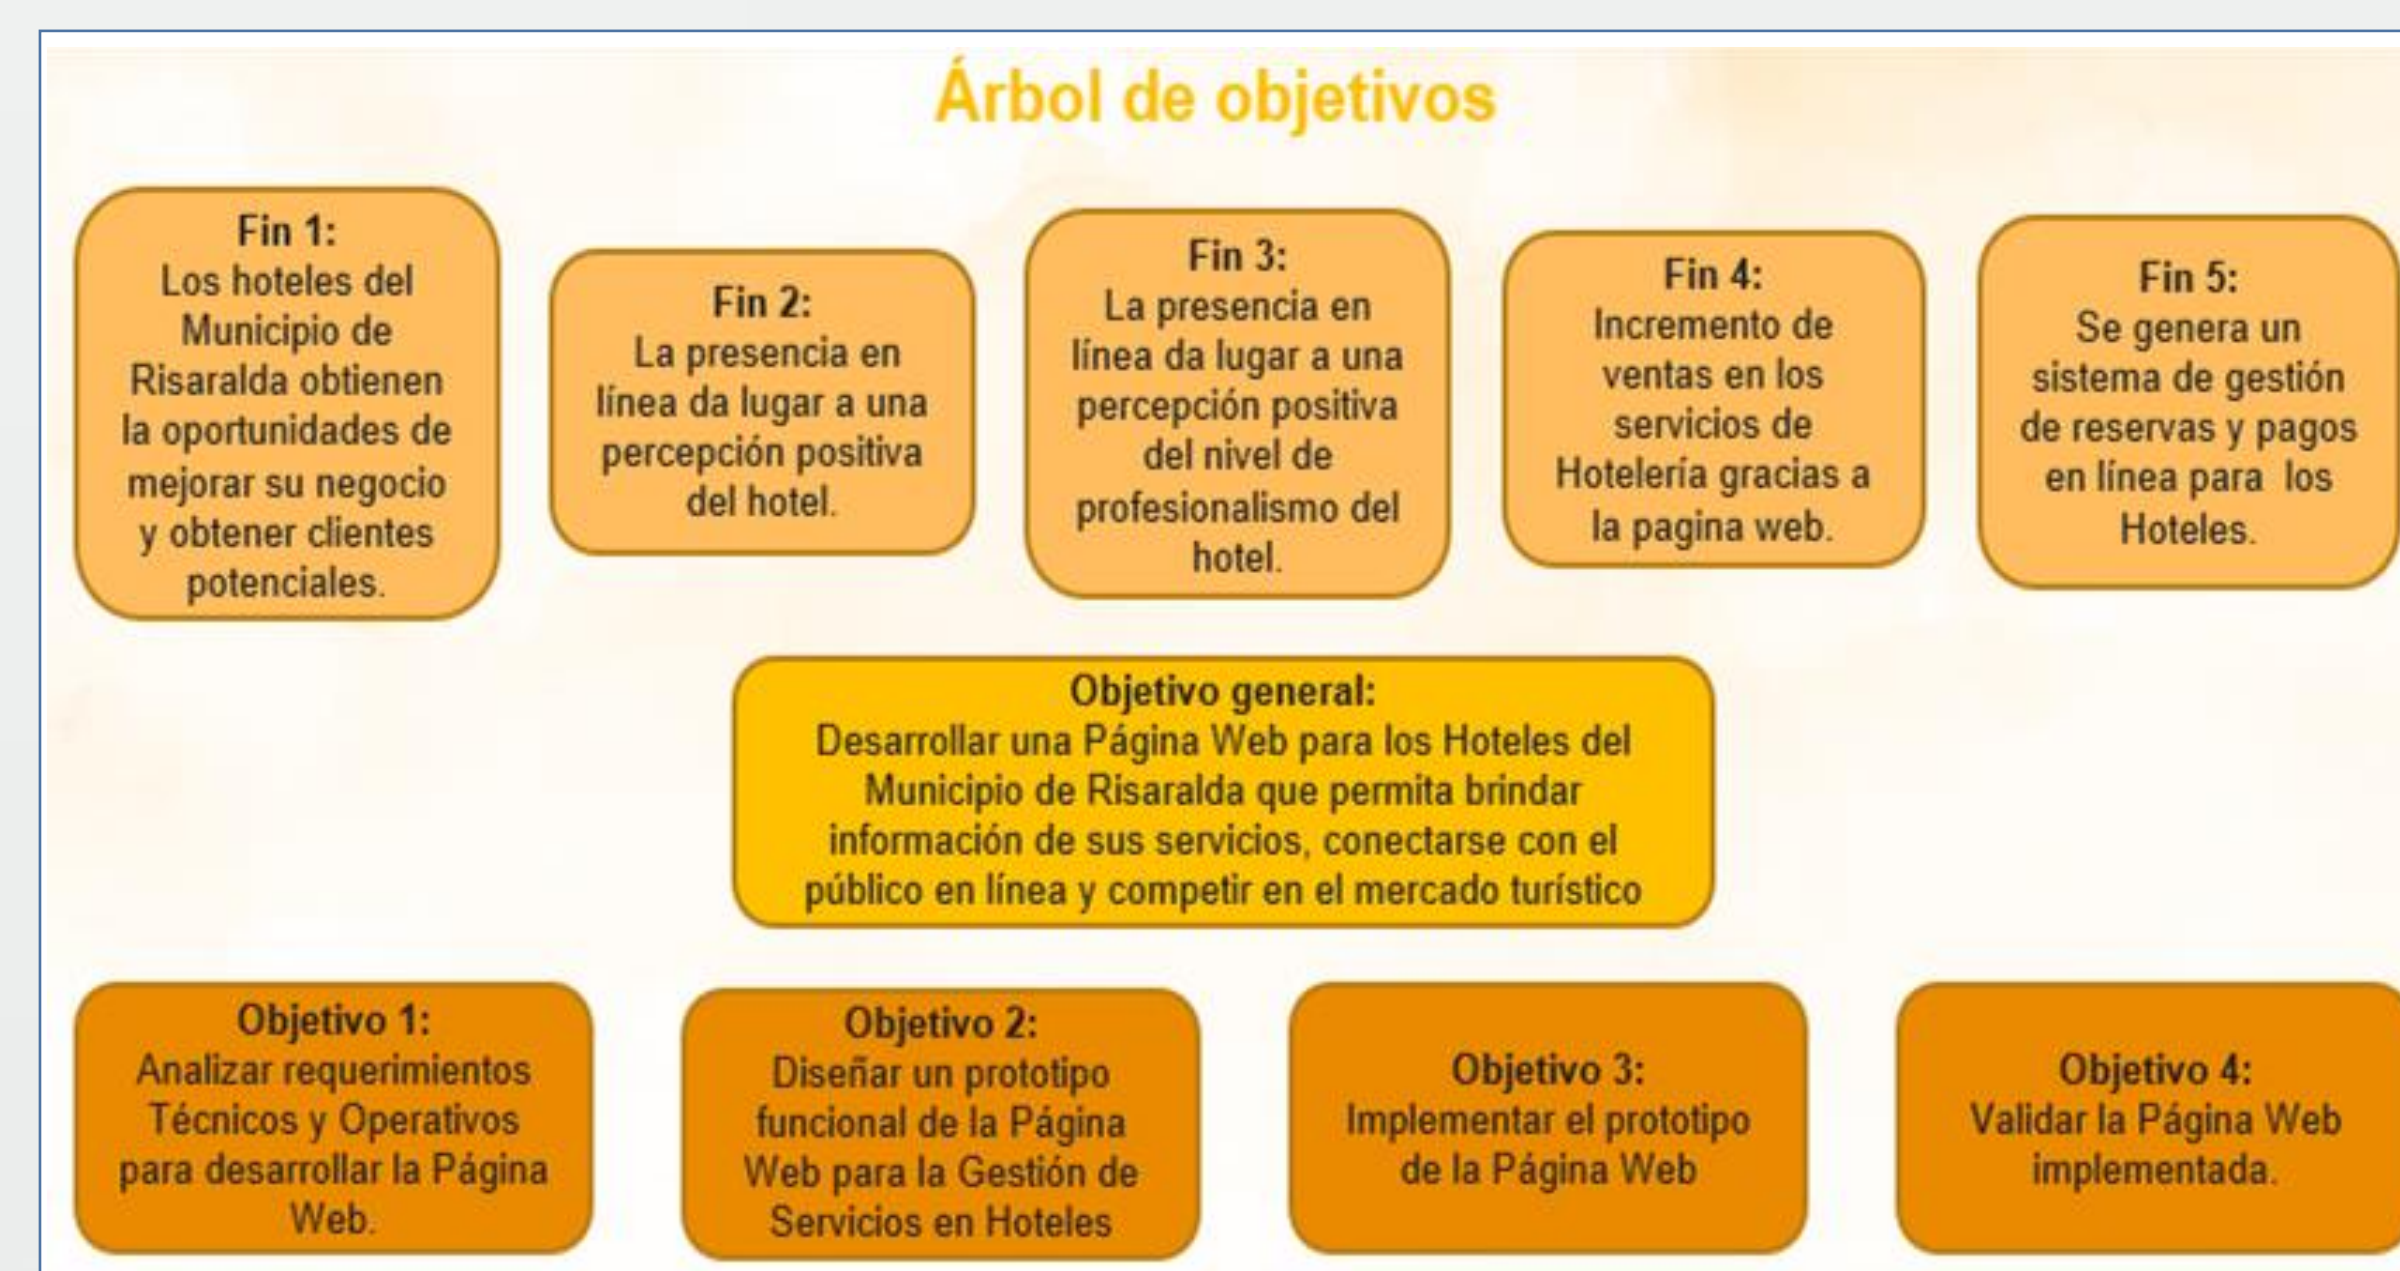 Árbol de objetivos
Fin 1:
Los hoteles del
Municipio de
Risaralda obtienen
la oportunidades de
mejorar su negocio
y obtener clientes
potenciales.
Fin 2:
La presencia en
línea da lugar a una
percepción positiva
del hotel.
Fin 3:
La presencia en
línea da lugar a una
percepción positiva
del nivel de
profesionalismo del
hotel.
Fin 4:
Incremento de
ventas en los
servicios de
Hotelería gracias a
la pagina web.
Fin 5:
Se genera un
sistema de gestión
de reservas y pagos
en línea para los
Hoteles.
Objetivo general:
Desarrollar una Página Web para los Hoteles del
Municipio de Risaralda que permita brindar
información de sus servicios, conectarse con el
público en línea y competir en el mercado turístico
Objetivo 1:
Analizar requerimientos
Técnicos y Operativos
para desarrollar la Página
Web.
Objetivo 2:
Diseñar un prototipo
funcional de la Página
Web para la Gestión de
Servicios en Hoteles
Objetivo 3:
Implementar el prototipo
de la Página Web
Objetivo 4:
Validar la Página Web
implementada.